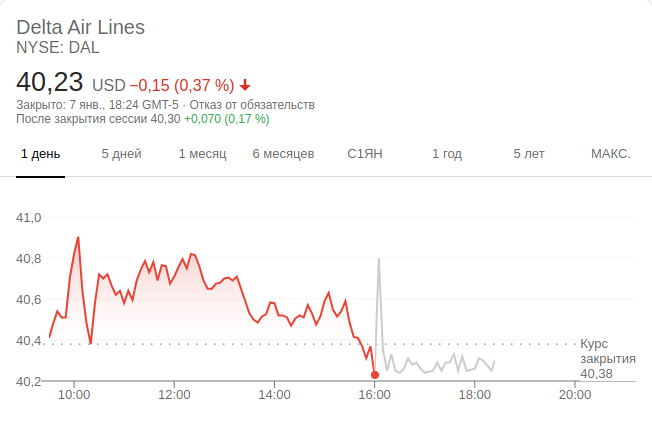 Delta Air Lines
NYSE: DAL
40,23 USD −0,15 (0,37 %)
Закрыто: 7 янв., 18:24 GMT-5 · Отказ от обязательств
После закрытия сессии 40,30 +0,070 (0,17 %)
1 день 5 дней 1 месяц 6 месяцев С1ЯН 1 год 5 лет МАКС.
41,0
40,8
40,6
40,4
40,2
Курс
закрытия
40,38
10:00 12:00 14:00 16:00 18:00 20:00